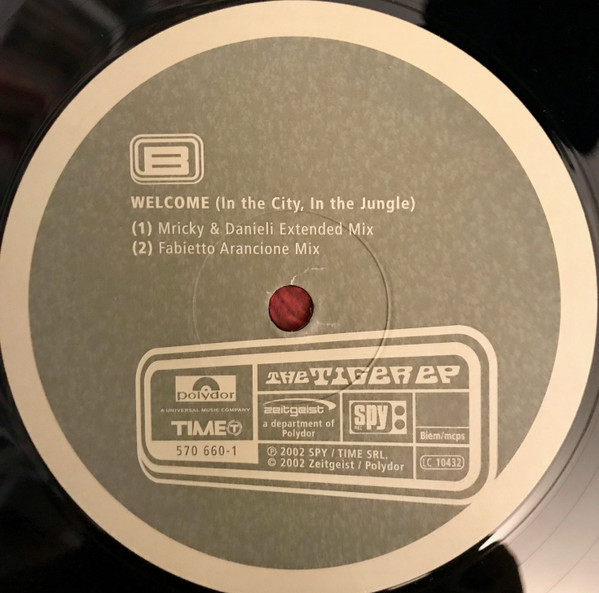 B
WELCOME (In the City, In the Jungle)
(1) Mricky & Danieli Extended Mix
(2) Fabietto Arancione Mix
THE TIGER EP
polydor
A UNIVERSAL MUSIC COMPANY
TIME T
570 660-1
zeitgeist
a department of
Polydor
spy:
Biem/mcps
℗ 2002 SPY / TIME SRL.
© 2002 Zeitgeist / Polydor
LC 10432